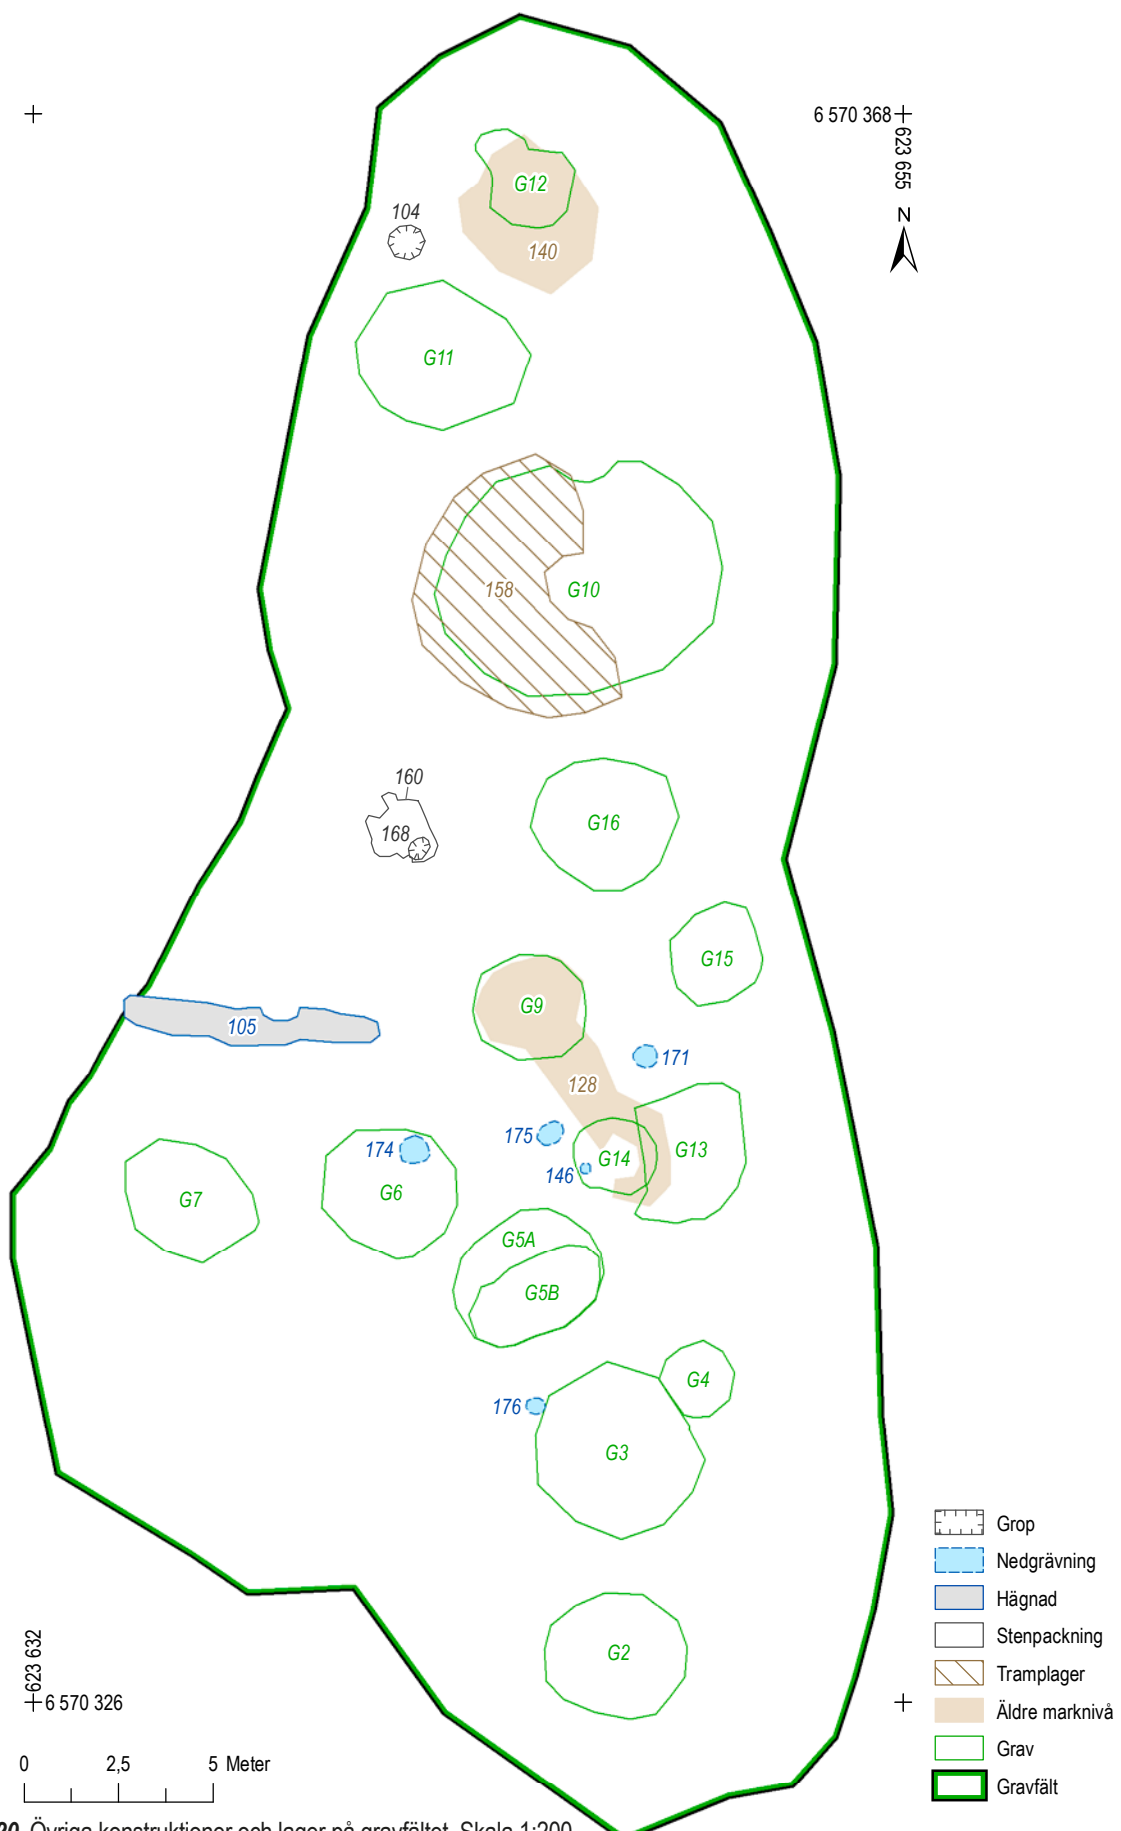 6 570 368
623 655
N
G12
104
140
G11
158
G10
160
168
G16
G15
G9
105
171
128
175
174
G14
G13
146
G7
G6
G5A
G5B
G4
176
G3
G2
623 632
6 570 326
0 2,5 5 Meter
Grop
Nedgrävning
Hägnad
Stenpackning
Tramplager
Äldre marknivå
Grav
Gravfält
20. Övriga konstruktioner och lager på gravfältet. Skala 1:200